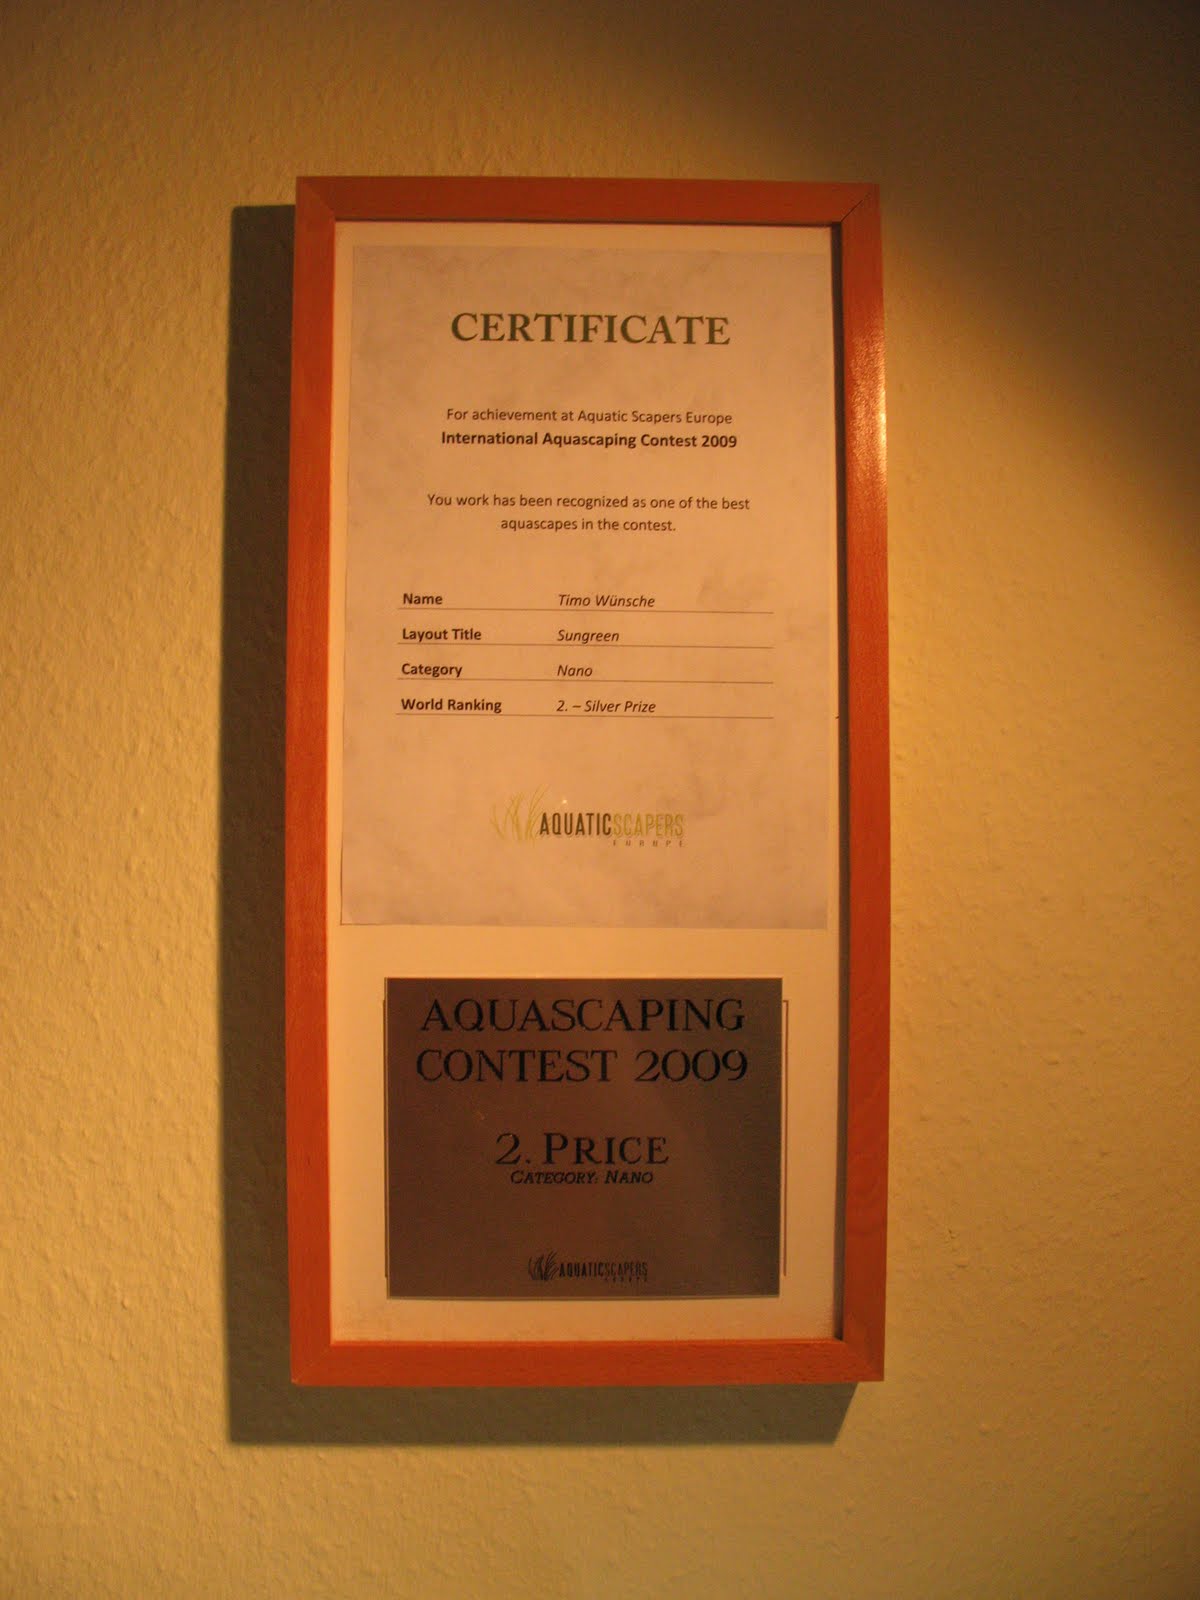 CERTIFICATE
For achievement at Aquatic Scapers Europe
International Aquascaping Contest 2009
You work has been recognized as one of the best
aquascapes in the contest.
Name Timo Wünsche
Layout Title Sungreen
Category Nano
World Ranking 2. – Silver Prize
AQUATICSCAPERS
EUROPE
AQUASCAPING
CONTEST 2009
2. PRICE
CATEGORY: NANO
AQUATICSCAPERS
EUROPE